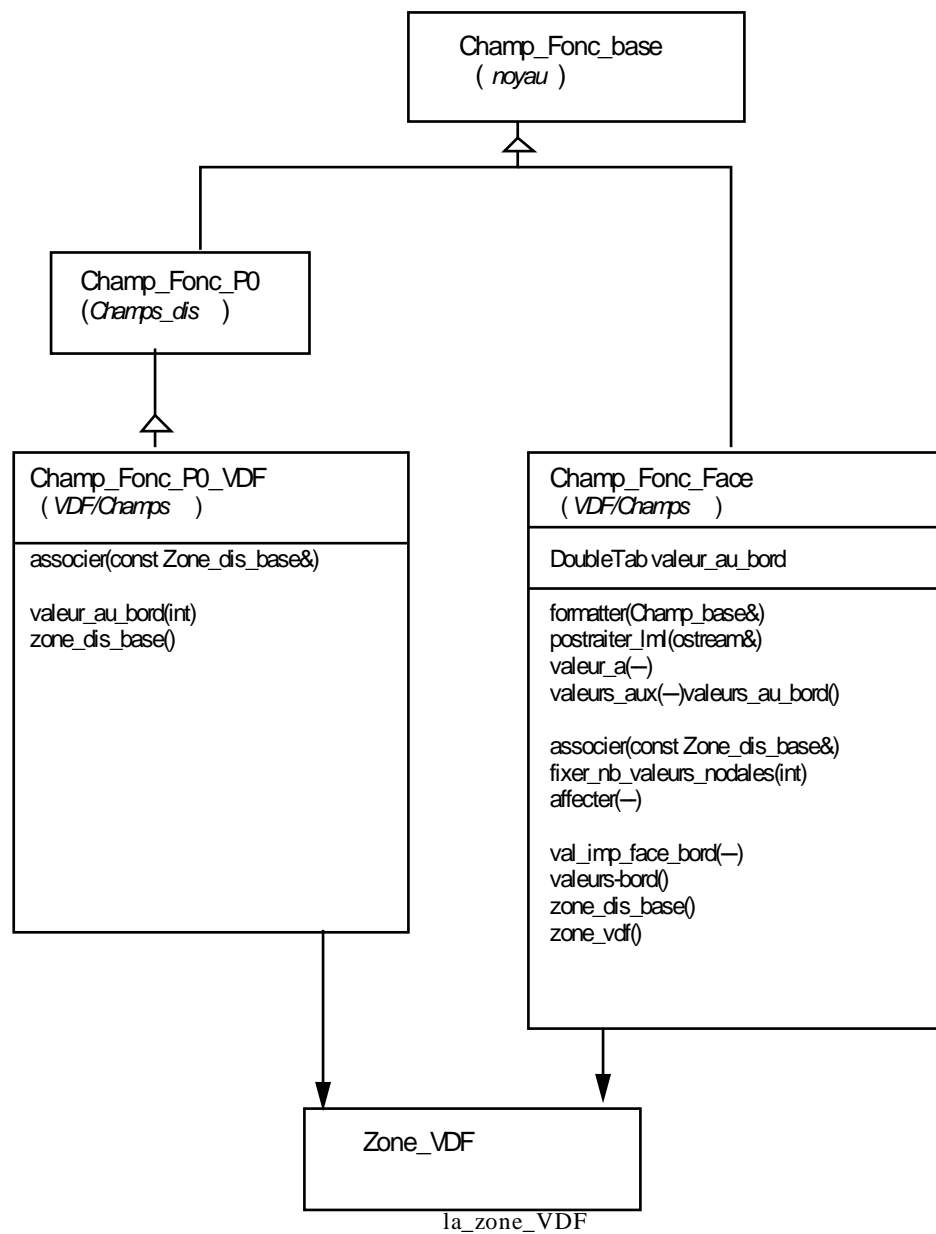 Champ_Fonc_base
( noyau )
Champ_Fonc_P0
(Champs_dis )
Champ_Fonc_P0_VDF
( VDF/Champs )
associer(const Zone_dis_base&)
valeur_au_bord(int)
zone_dis_base()
Champ_Fonc_Face
( VDF/Champs )
DoubleTab valeur_au_bord
formatter(Champ_base&)
postraiter_lml(ostream&)
valeur_a(---)
valeurs_aux(---)valeurs_au_bord()
associer(const Zone_dis_base&)
fixer_nb_valeurs_nodales(int)
affecter(---)
val_imp_face_bord(---)
valeurs-bord()
zone_dis_base()
zone_vdf()
Zone_VDF
la_zone_VDF